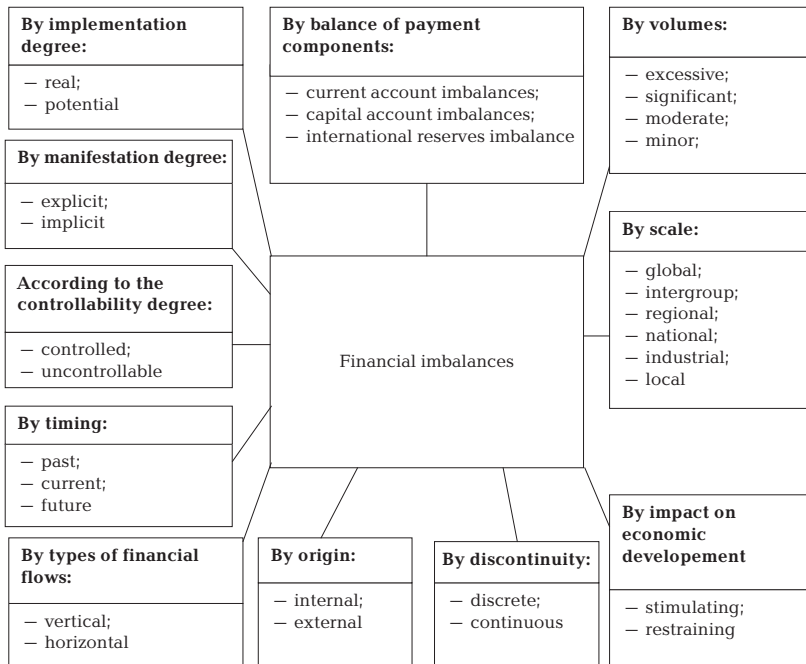 By implementation
degree:
— real;
— potential
By balance of payment
components:
— current account imbalances;
— capital account imbalances;
— international reserves imbalance
By volumes:
— excessive;
— significant;
— moderate;
— minor;
By manifestation degree:
— explicit;
— implicit
By scale:
— global;
— intergroup;
— regional;
— national;
— industrial;
— local
According to the
controllability degree:
— controlled;
— uncontrollable
Financial imbalances
By timing:
— past;
— current;
— future
By types of financial
flows:
— vertical;
— horizontal
By origin:
— internal;
— external
By discontinuity:
— discrete;
— continuous
By impact on
economic
developement
— stimulating;
— restraining